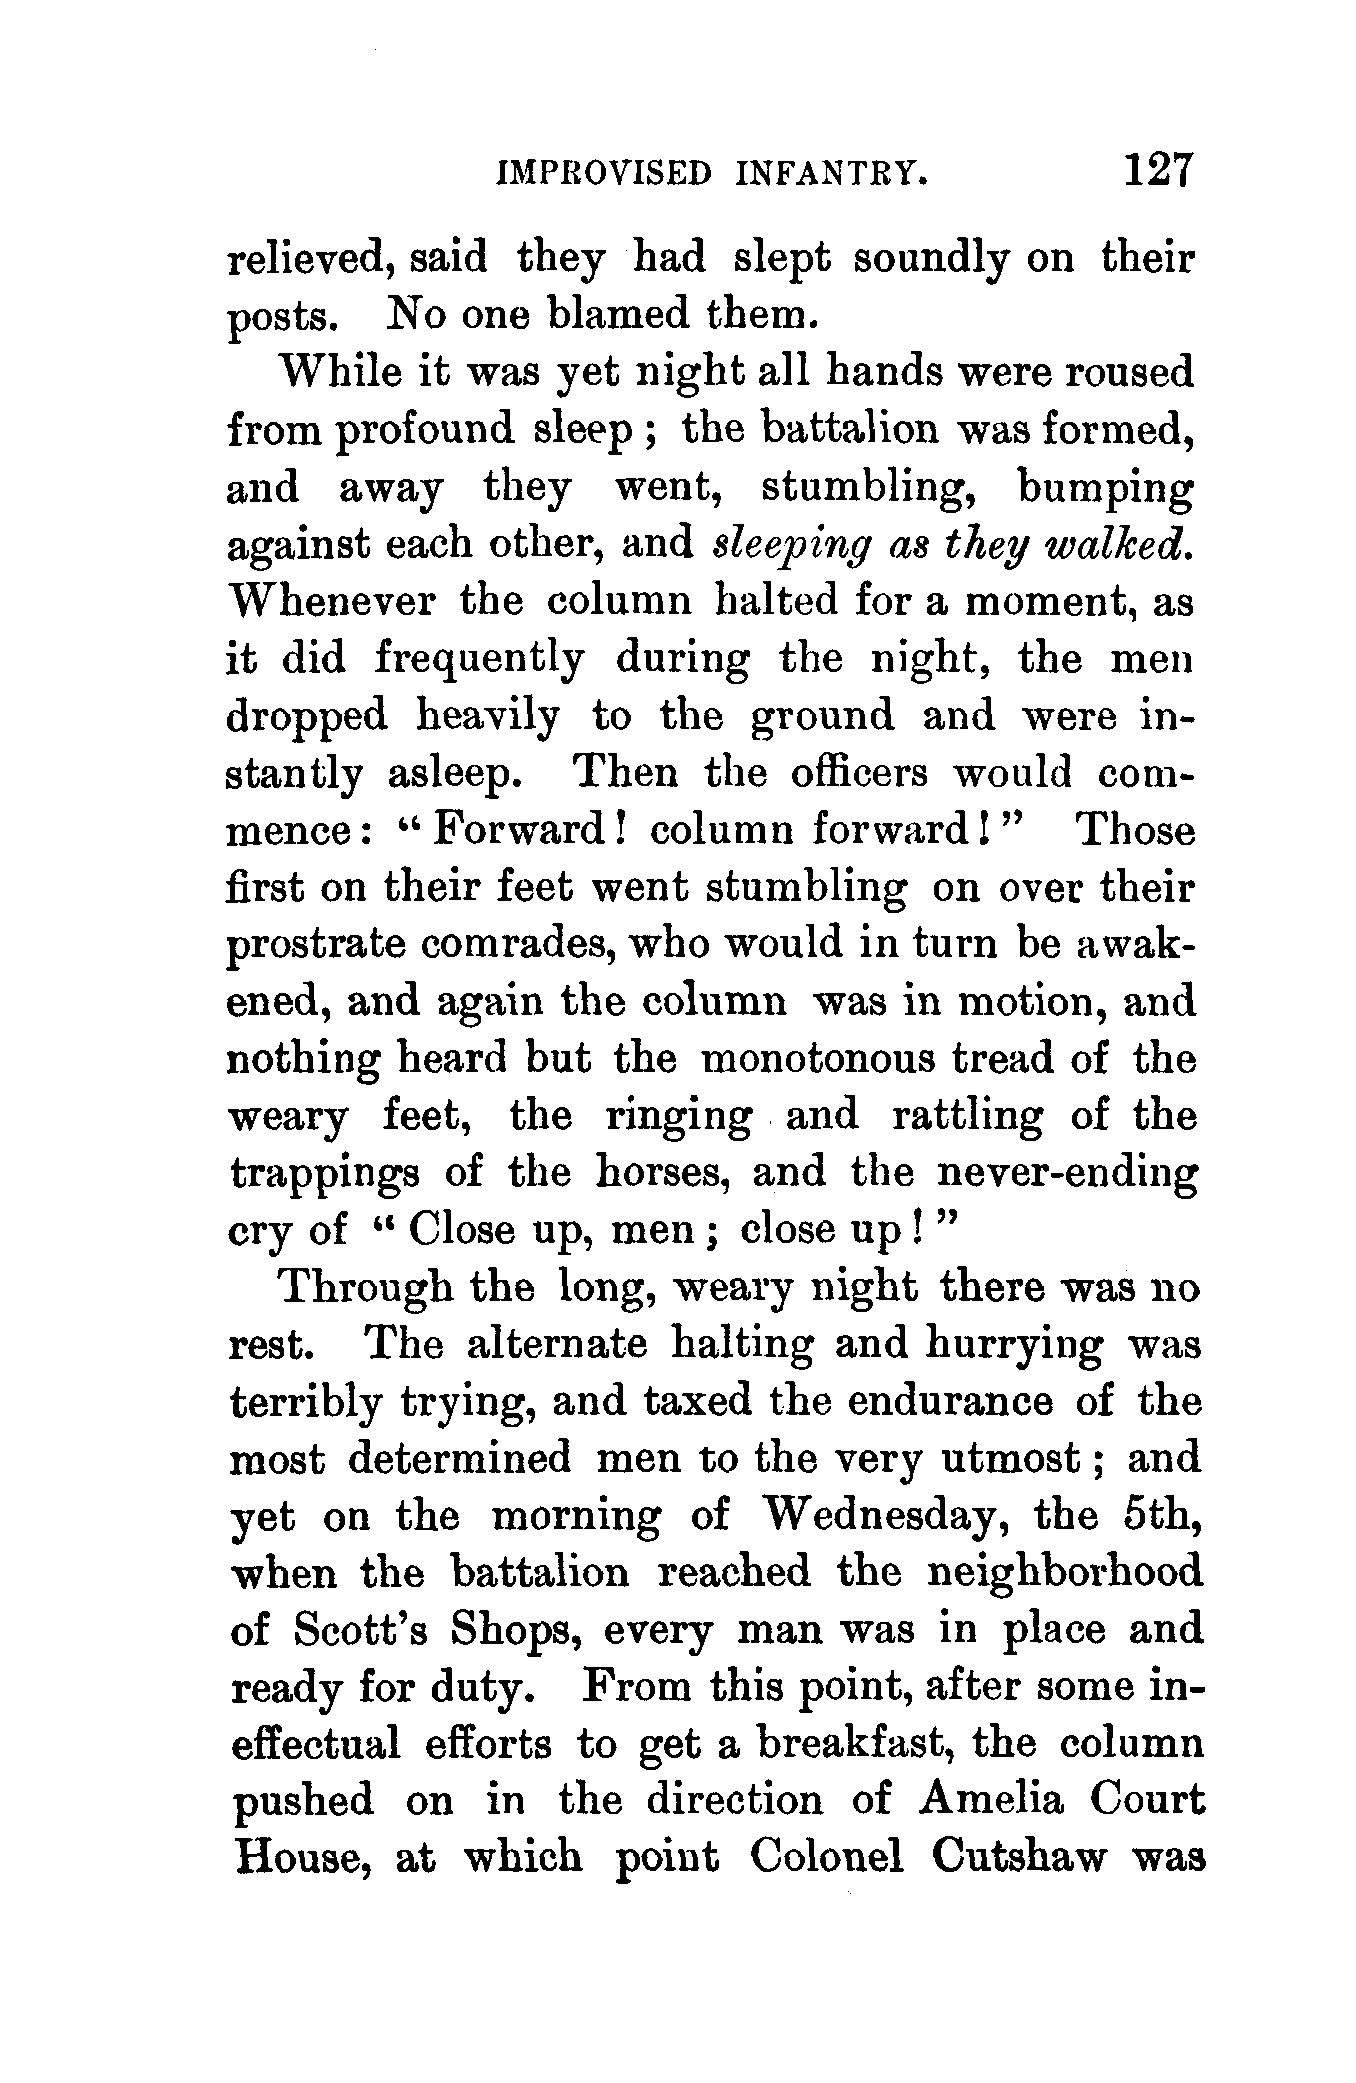 IMPROVISED INFANTRY. 127
relieved, said they had slept soundly on their
posts. No one blamed them.
While it was yet night all hands were roused
from profound sleep ; the battalion was formed,
and away they went, stumbling, bumping
against each other, and sleeping as they walked.
Whenever the column halted for a moment, as
it did frequently during the night, the men
dropped heavily to the ground and were in-
stantly asleep. Then the officers would com-
mence : “ Forward ! column forward ! ” Those
first on their feet went stumbling on over their
prostrate comrades, who would in turn be awak-
ened, and again the column was in motion, and
nothing heard but the monotonous tread of the
weary feet, the ringing and rattling of the
trappings of the horses, and the never-ending
cry of “ Close up, men ; close up ! ”
Through the long, weary night there was no
rest. The alternate halting and hurrying was
terribly trying, and taxed the endurance of the
most determined men to the very utmost ; and
yet on the morning of Wednesday, the 5th,
when the battalion reached the neighborhood
of Scott’s Shops, every man was in place and
ready for duty. From this point, after some in-
effectual efforts to get a breakfast, the column
pushed on in the direction of Amelia Court
House, at which point Colonel Cutshaw was